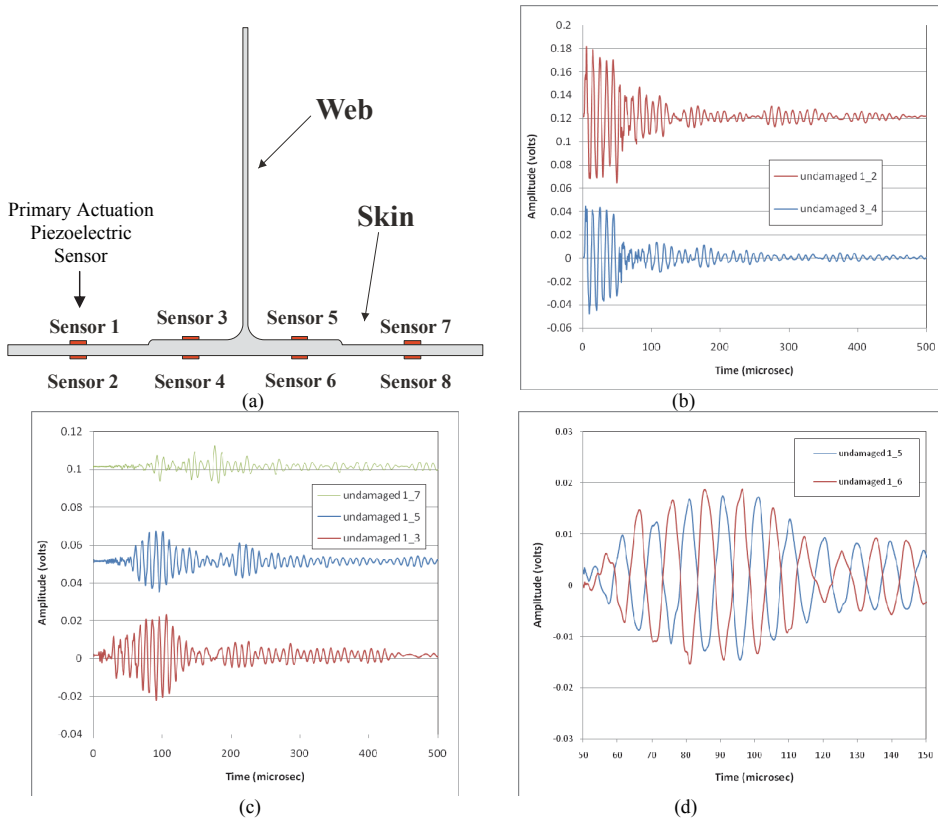 Web
Skin
Primary Actuation
Piezoelectric
Sensor
Sensor 1
Sensor 3
Sensor 5
Sensor 7
Sensor 2
Sensor 4
Sensor 6
Sensor 8
(a)
0.2
0.18
0.16
0.14
0.12
0.1
0.08
0.06
0.04
0.02
0
-0.02
-0.04
-0.06
Amplitude (volts)
undamaged 1_2
undamaged 3_4
0 100 200 300 400 500
Time (microsec)
(b)
0.12
0.1
0.08
0.06
0.04
0.02
0
-0.02
-0.04
Amplitude (volts)
undamaged 1_7
undamaged 1_5
undamaged 1_3
0 100 200 300 400 500
Time (microsec)
(c)
0.03
0.02
0.01
0
-0.01
-0.02
-0.03
Amplitude (volts)
undamaged 1_5
undamaged 1_6
50 60 70 80 90 100 110 120 130 140 150
Time (microsec)
(d)